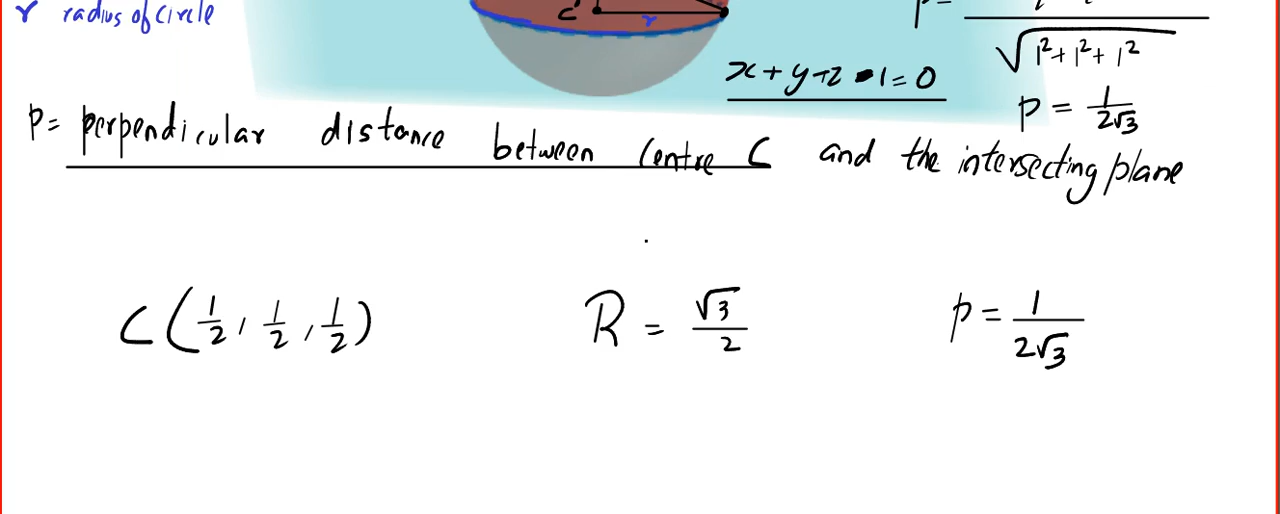 r radius of Circle
C'
r
p =
√1²+1²+1²
x+y+z-1=0
p = 1/2√3
p= perpendicular distance between Centre C and the intersecting plane
C(1/2, 1/2, 1/2) R = √3/2 p = 1/2√3